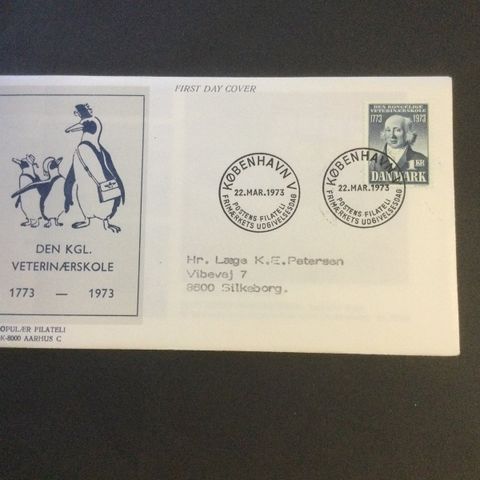 FIRST DAY COVER
DEN KGL.
VETERINÆRSKOLE
1773 — 1973
OPULÆR FILATELI
K-8000 AARHUS C
KØBENHAVN V
22.MAR.1973
POSTENS FILATELI
FRIMÆRKETS UDGIVELSESDAG
KØBENHAVN V
22.MAR.1973
POSTENS FILATELI
FRIMÆRKETS UDGIVELSESDAG
DEN KONGELIGE
VETERINÆRSKOLE
1773 1973
1 KR
DANMARK
Hr. Læge K.E.Petersen
Vibevej 7
8600 Silkeborg.